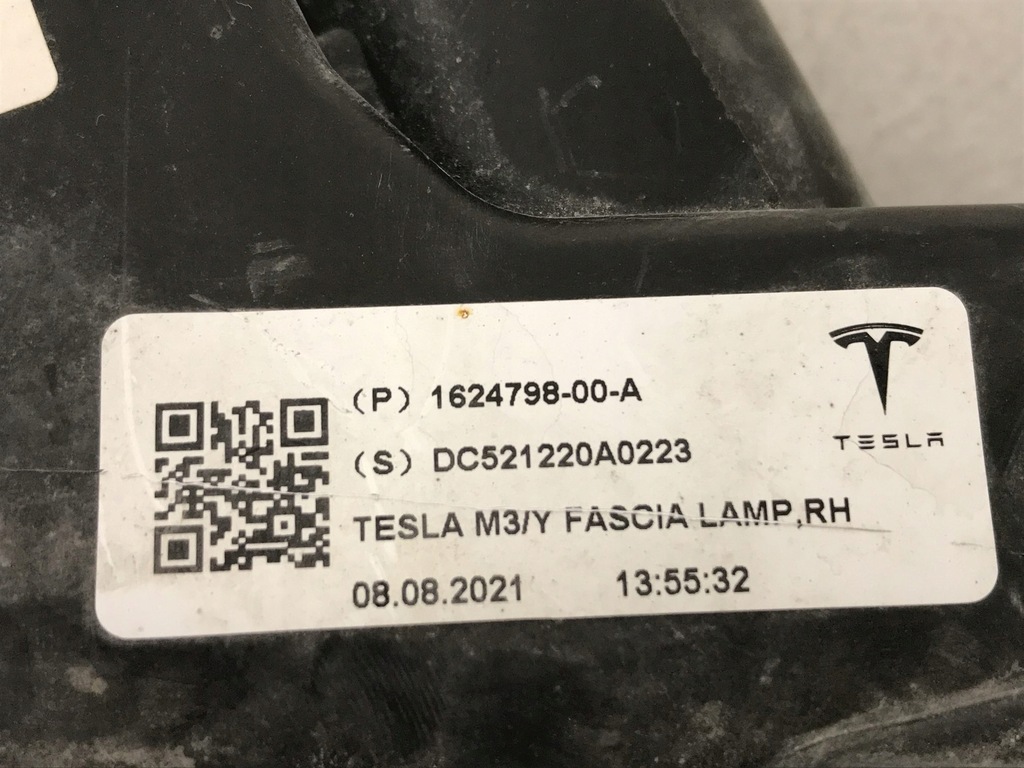 (P) 1624798-00-A
(S) DC521220A0223
TESLA M3/Y FASCIA LAMP,RH
08.08.2021 13:55:32
TESLA